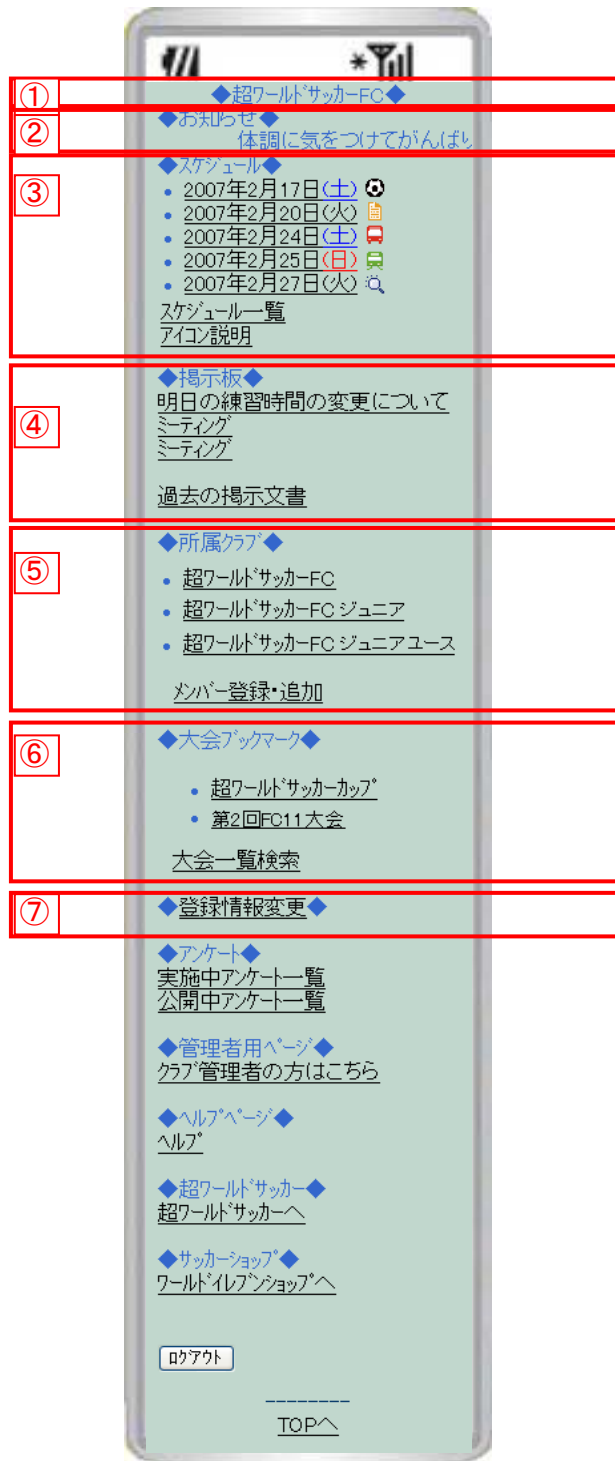 ①
◆超ワールドサッカーFC◆
②
◆お知らせ◆
体調に気をつけてがんばり
③
◆スケジュール◆
• 2007年2月17日(土)
• 2007年2月20日(火)
• 2007年2月24日(土)
• 2007年2月25日(日)
• 2007年2月27日(火)
スケジュール一覧
アイコン説明
④
◆掲示板◆
明日の練習時間の変更について
ミーティング
ミーティング
過去の掲示文書
⑤
◆所属クラブ◆
• 超ワールドサッカーFC
• 超ワールドサッカーFC ジュニア
• 超ワールドサッカーFC ジュニアユース
メンバー登録・追加
⑥
◆大会ブックマーク◆
• 超ワールドサッカーカップ
• 第2回FC11大会
大会一覧検索
⑦
◆登録情報変更◆
◆アンケート◆
実施中アンケート一覧
公開中アンケート一覧
◆管理者用ページ◆
クラブ管理者の方はこちら
◆ヘルプページ◆
ヘルプ
◆超ワールドサッカー◆
超ワールドサッカーへ
◆サッカーショップ◆
ワールドイレブンショップへ
ログアウト
--------
TOPへ